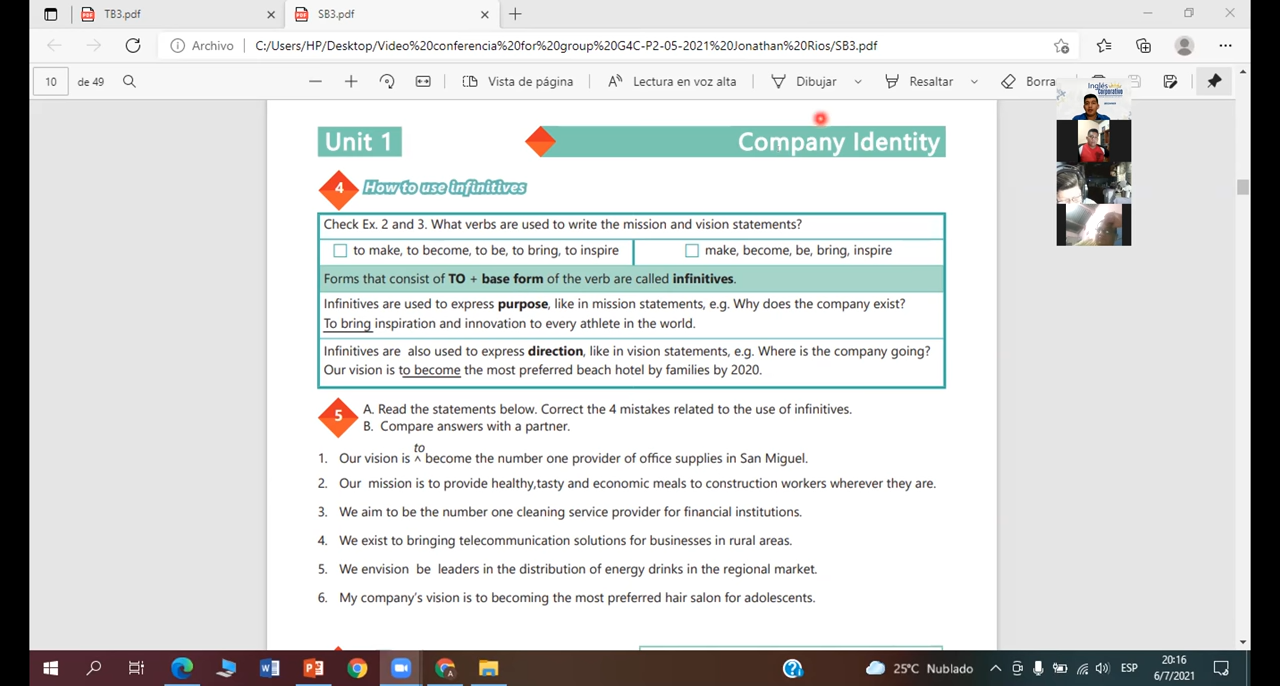 TB3.pdf
SB3.pdf
Archivo
C:/Users/HP/Desktop/Video%20conferencia%20for%20group%20G4C-P2-05-2021%20Jonathan%20Rios/SB3.pdf
10 de 49
Vista de página
Lectura en voz alta
Dibujar
Resaltar
Borra
Inglés
corporativo
Unit 1
Company Identity
4 How to use infinitives
Check Ex. 2 and 3. What verbs are used to write the mission and vision statements?
to make, to become, to be, to bring, to inspire
make, become, be, bring, inspire
Forms that consist of TO + base form of the verb are called infinitives.
Infinitives are used to express purpose, like in mission statements, e.g. Why does the company exist?
To bring inspiration and innovation to every athlete in the world.
Infinitives are also used to express direction, like in vision statements, e.g. Where is the company going?
Our vision is to become the most preferred beach hotel by families by 2020.
5 A. Read the statements below. Correct the 4 mistakes related to the use of infinitives.
B. Compare answers with a partner.
to
1. Our vision is ^ become the number one provider of office supplies in San Miguel.
2. Our mission is to provide healthy,tasty and economic meals to construction workers wherever they are.
3. We aim to be the number one cleaning service provider for financial institutions.
4. We exist to bringing telecommunication solutions for businesses in rural areas.
5. We envision be leaders in the distribution of energy drinks in the regional market.
6. My company's vision is to becoming the most preferred hair salon for adolescents.
25°C Nublado
ESP
20:16
6/7/2021